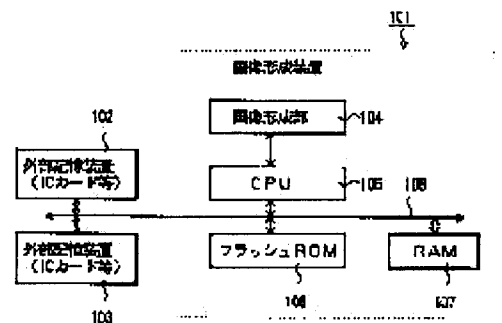 101
画像形成装置
画像形成部
104
102
外部記憶装置
(ICカード等)
CPU
105
108
外部記憶装置
(ICカード等)
フラッシュROM
RAM
103
106
107